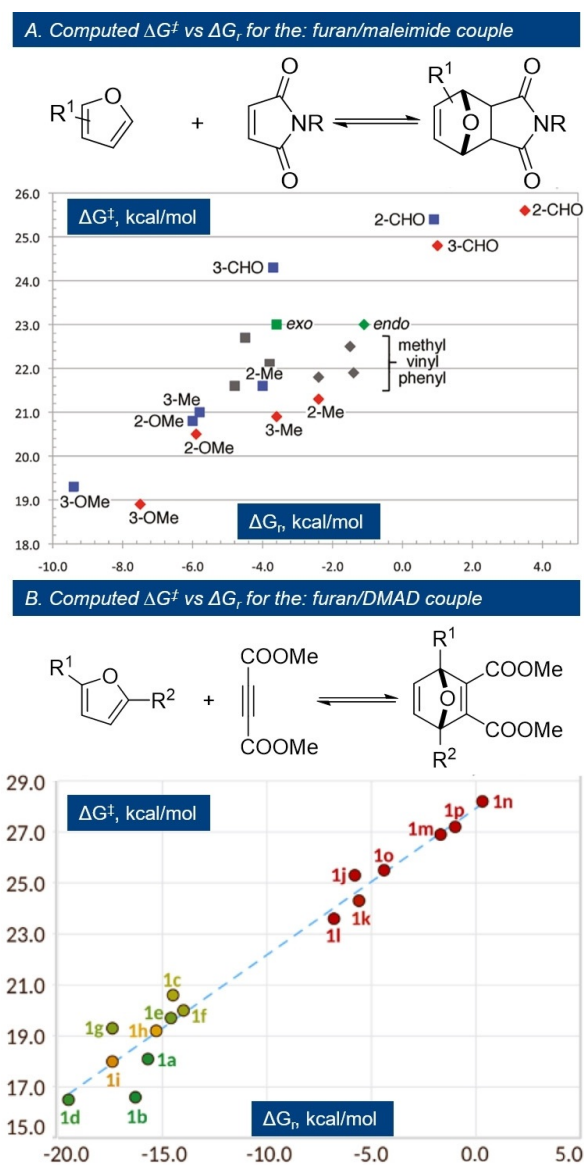 A. Computed ΔG‡ vs ΔGr for the: furan/maleimide couple
R¹ O + O NR O ⇌ R¹ O O NR O
26.0
ΔG‡, kcal/mol
2-CHO
2-CHO
25.0
3-CHO
24.0
3-CHO
23.0
exo
endo
methyl
vinyl
phenyl
22.0
2-Me
3-Me
21.0
2-OMe
2-Me
3-Me
2-OMe
20.0
19.0
3-OMe
3-OMe
ΔGr, kcal/mol
18.0
-10.0 -8.0 -6.0 -4.0 -2.0 0.0 2.0 4.0
B. Computed ΔG‡ vs ΔGr for the: furan/DMAD couple
R¹ O R² + COOMe COOMe ⇌ R¹ O COOMe COOMe R²
29.0
ΔG‡, kcal/mol
1n
1p
1m
27.0
1o
1j
25.0
1k
1l
23.0
21.0
1c
1e
1f
1g
1h
19.0
1a
1i
17.0
1d
1b
15.0
ΔGr, kcal/mol
-20.0 -15.0 -10.0 -5.0 0.0 5.0